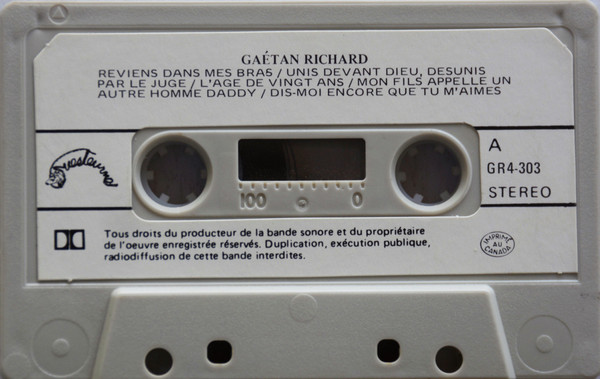 GAÉTAN RICHARD
REVIENS DANS MES BRAS / UNIS DEVANT DIEU, DESUNIS
PAR LE JUGE / L'AGE DE VINGT ANS / MON FILS APPELLE UN
AUTRE HOMME DADDY / DIS-MOI ENCORE QUE TU M'AIMES
A
GR4-303
STEREO
100 0
Tous droits du producteur de la bande sonore et du propriétaire
de l'oeuvre enregistrée réservés. Duplication, exécution publique,
radiodiffusion de cette bande interdites.
IMPRIMÉ
AU
CANADA